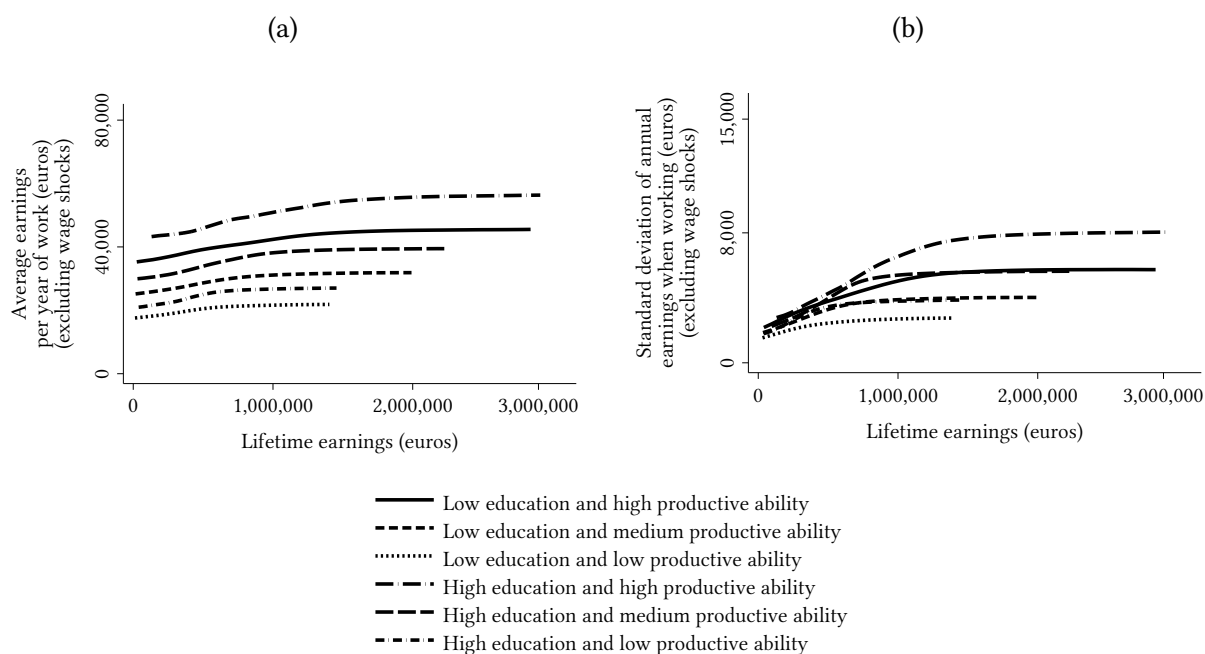 (a)
Average earnings
per year of work (euros)
(excluding wage shocks)
80,000
40,000
0
0 1,000,000 2,000,000 3,000,000
Lifetime earnings (euros)
(b)
Standard deviation of annual
earnings when working (euros)
(excluding wage shocks)
15,000
8,000
0
0 1,000,000 2,000,000 3,000,000
Lifetime earnings (euros)
Low education and high productive ability
Low education and medium productive ability
Low education and low productive ability
High education and high productive ability
High education and medium productive ability
High education and low productive ability